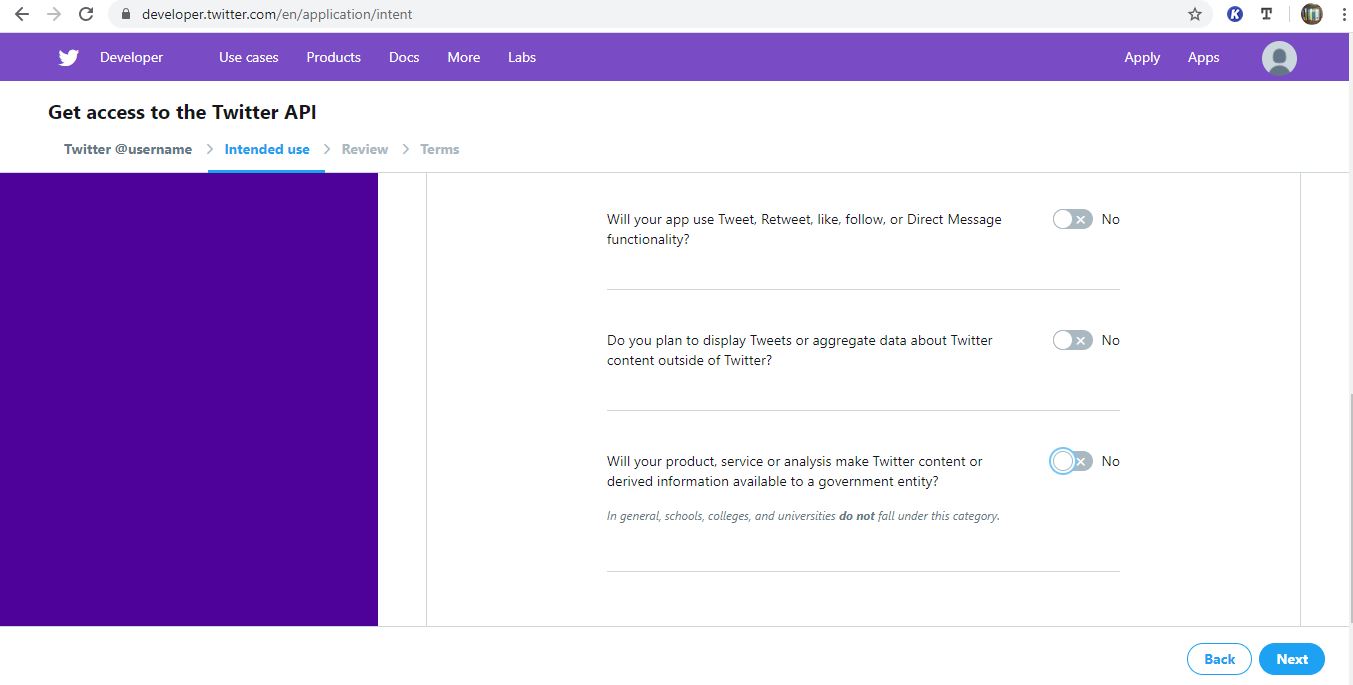 developer.twitter.com/en/application/intent
Developer Use cases Products Docs More Labs Apply Apps
Get access to the Twitter API
Twitter @username > Intended use > Review > Terms
Will your app use Tweet, Retweet, like, follow, or Direct Message No
functionality?
Do you plan to display Tweets or aggregate data about Twitter No
content outside of Twitter?
Will your product, service or analysis make Twitter content or No
derived information available to a government entity?
In general, schools, colleges, and universities do not fall under this category.
Back Next